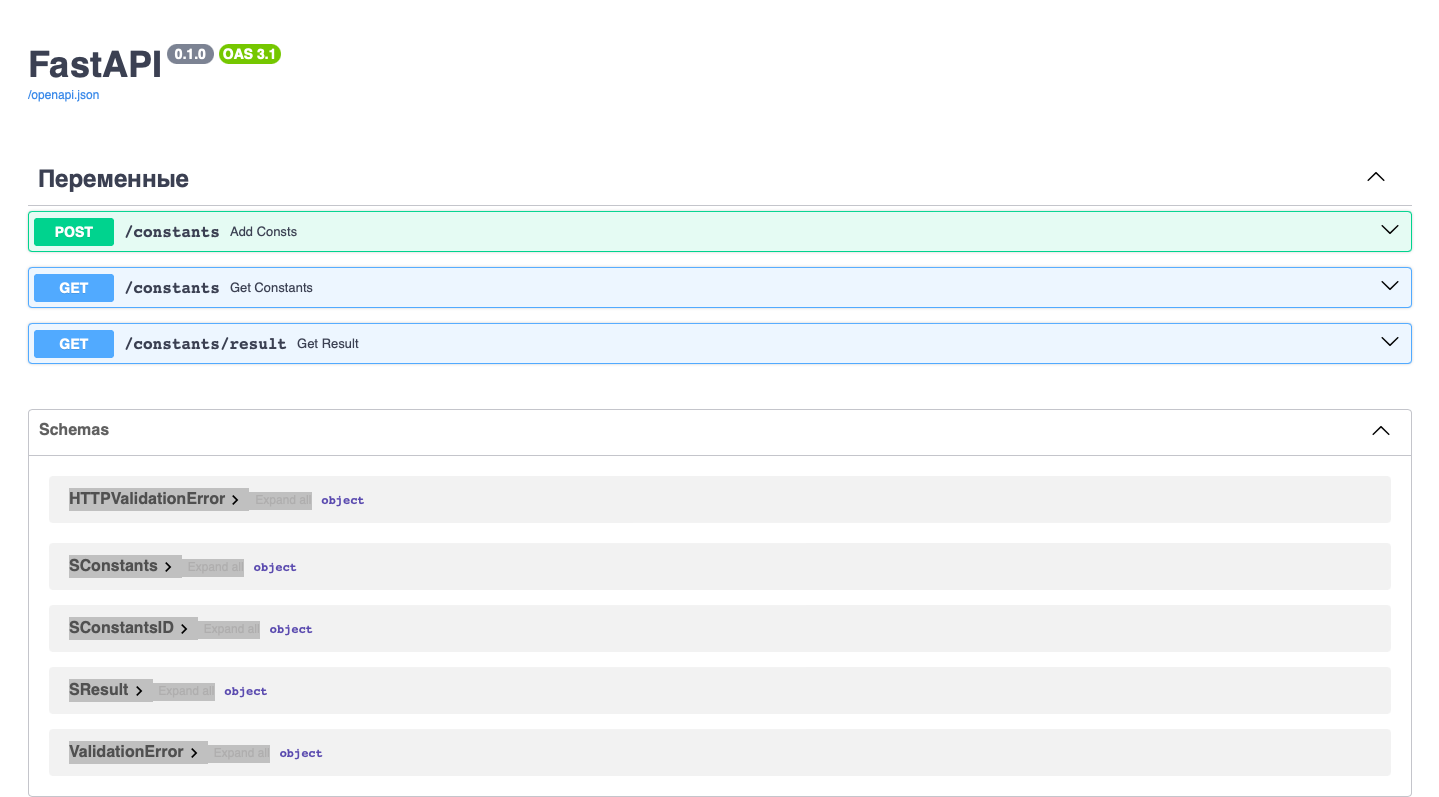 FastAPI 0.1.0 OAS 3.1
/openapi.json
Переменные
POST /constants Add Consts
GET /constants Get Constants
GET /constants/result Get Result
Schemas
HTTPValidationError Expand all object
SConstants Expand all object
SConstantsID Expand all object
SResult Expand all object
ValidationError Expand all object